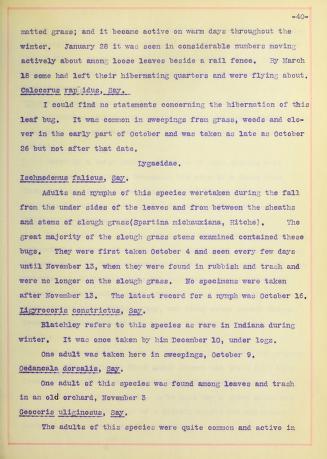 -40-
matted grass; and it became active on warm days throughout the
winter. January 28 it was seen in considerable numbers moving
actively about among loose leaves beside a rail fence. By March
18 some had left their hibernating quarters and were flying about.
Calocorus rapidus, Say.
I could find no statements concerning the hibernation of this
leaf bug. It was common in sweepings from grass, weeds and clo-
ver in the early part of October and was taken as late as October
26 but not after that date.
Lygaeidae.
Ischnodemus falicus, Say.
Adults and nymphs of this species weretaken during the fall
from the under sides of the leaves and from between the sheaths
and stems of slough grass(Spartina michauxiana, Hitchc). The
great majority of the slough grass stems examined contained these
bugs. They were first taken October 4 and seen every few days
until November 13, when they were found in rubbish and trash and
were no longer on the slough grass. No specimens were taken
after November 13. The latest record for a nymph was October 16.
Ligyrocoris constrictus, Say.
Blatchley refers to this species as rare in Indiana during
winter. It was once taken by him December 10, under logs.
One adult was taken here in sweepings, October 9.
Oedancala dorsalis, Say.
One adult of this species was found among leaves and trash
in an old orchard, November 3
Geocoris uliginosus, Say.
The adults of this species were quite common and active in